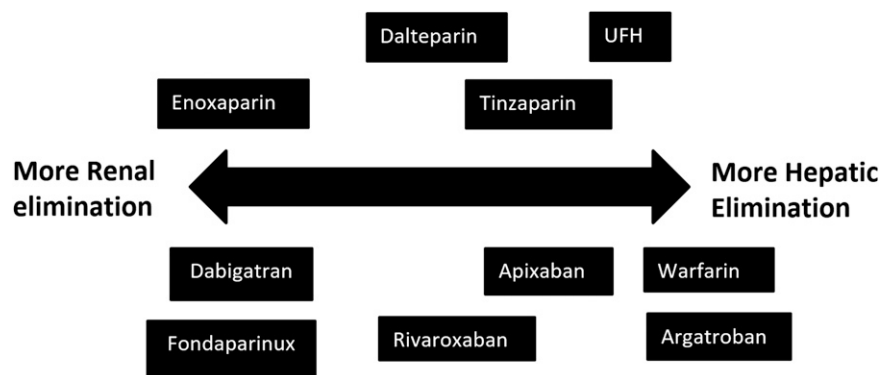 Dalteparin
UFH
Enoxaparin
Tinzaparin
More Renal
elimination
More Hepatic
Elimination
Dabigatran
Apixaban
Warfarin
Fondaparinux
Rivaroxaban
Argatroban